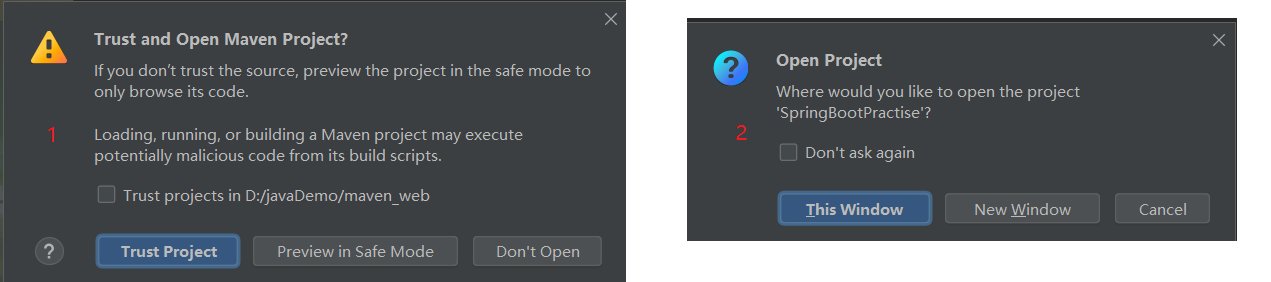 Trust and Open Maven Project?
If you don't trust the source, preview the project in the safe mode to
only browse its code.
1
Loading, running, or building a Maven project may execute
potentially malicious code from its build scripts.
Trust projects in D:/javaDemo/maven_web
? Trust Project Preview in Safe Mode Don't Open
? Open Project
Where would you like to open the project
'SpringBootPractise'?
2
Don't ask again
This Window New Window Cancel